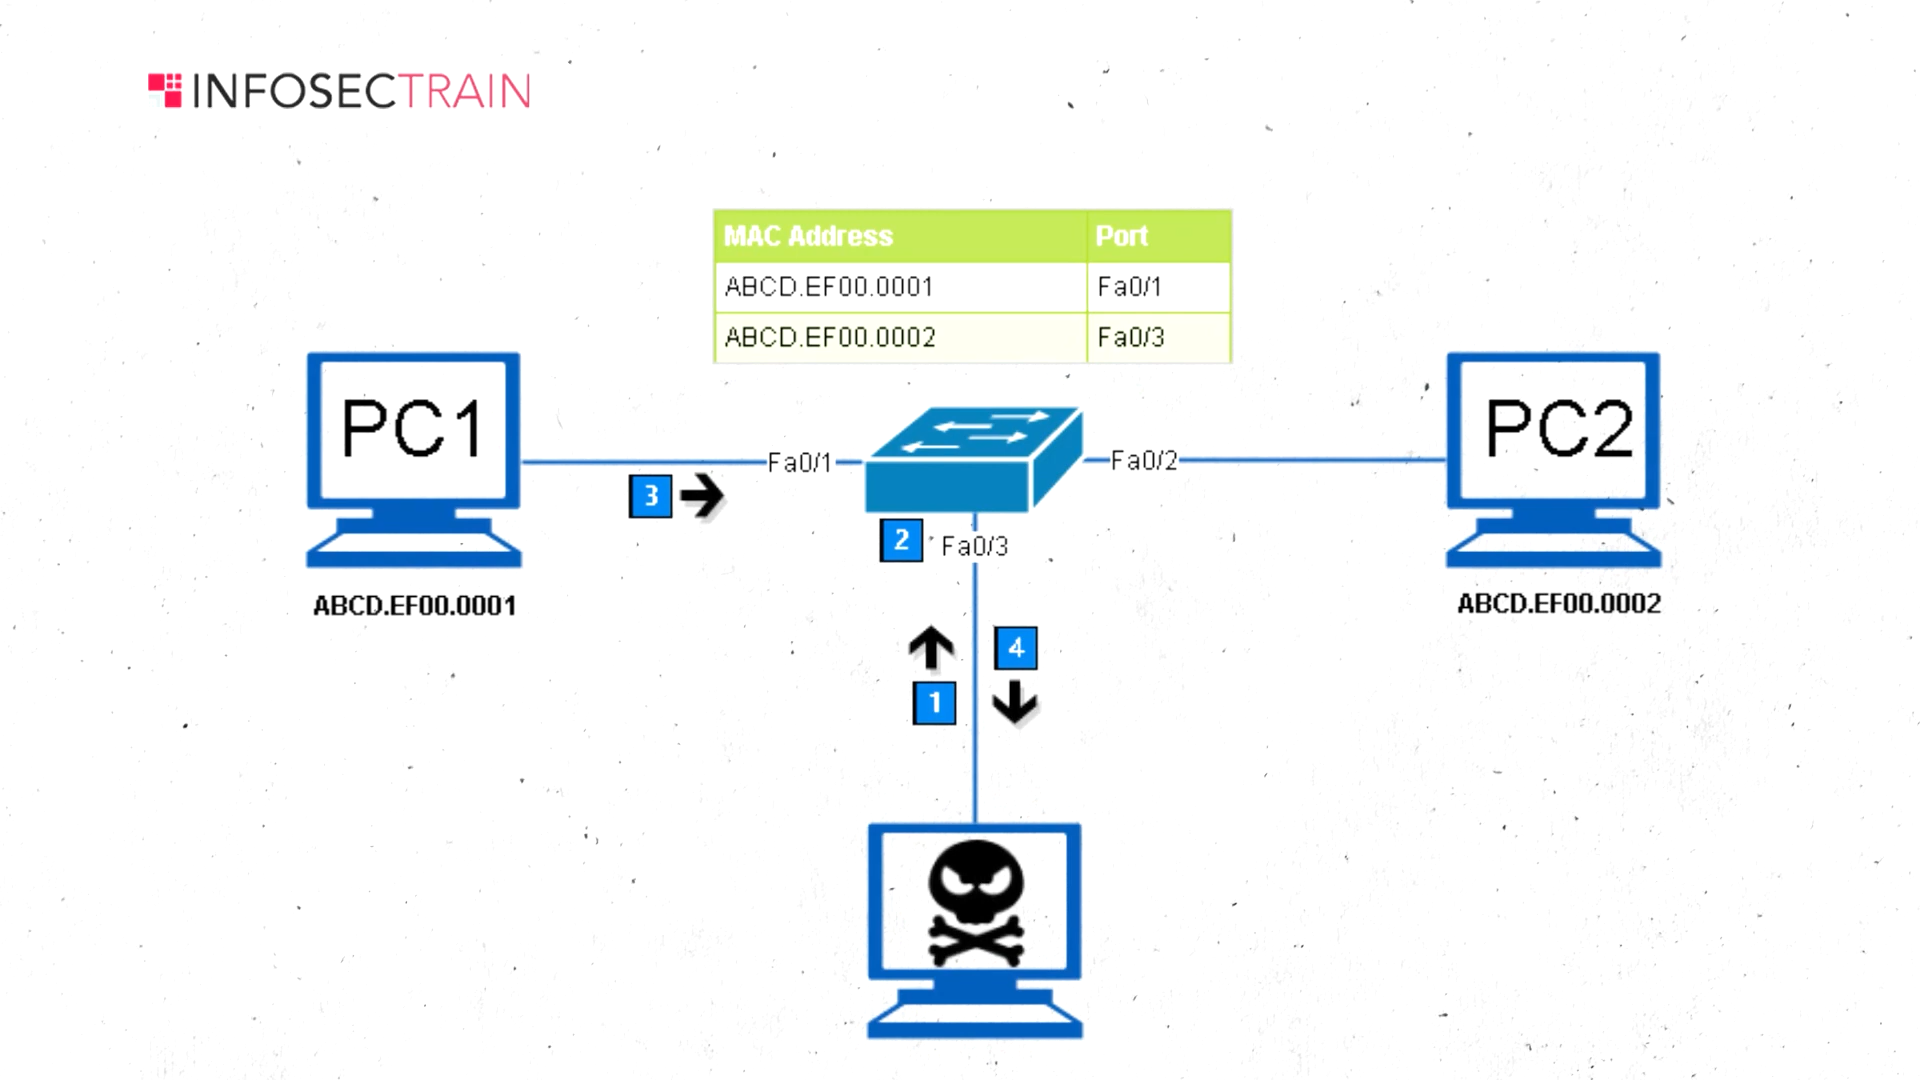 INFOSECTRAIN
MAC Address Port
ABCD.EF00.0001 Fa0/1
ABCD.EF00.0002 Fa0/3
PC1
PC2
Fa0/1
Fa0/2
3
2
Fa0/3
ABCD.EF00.0001
ABCD.EF00.0002
4
1